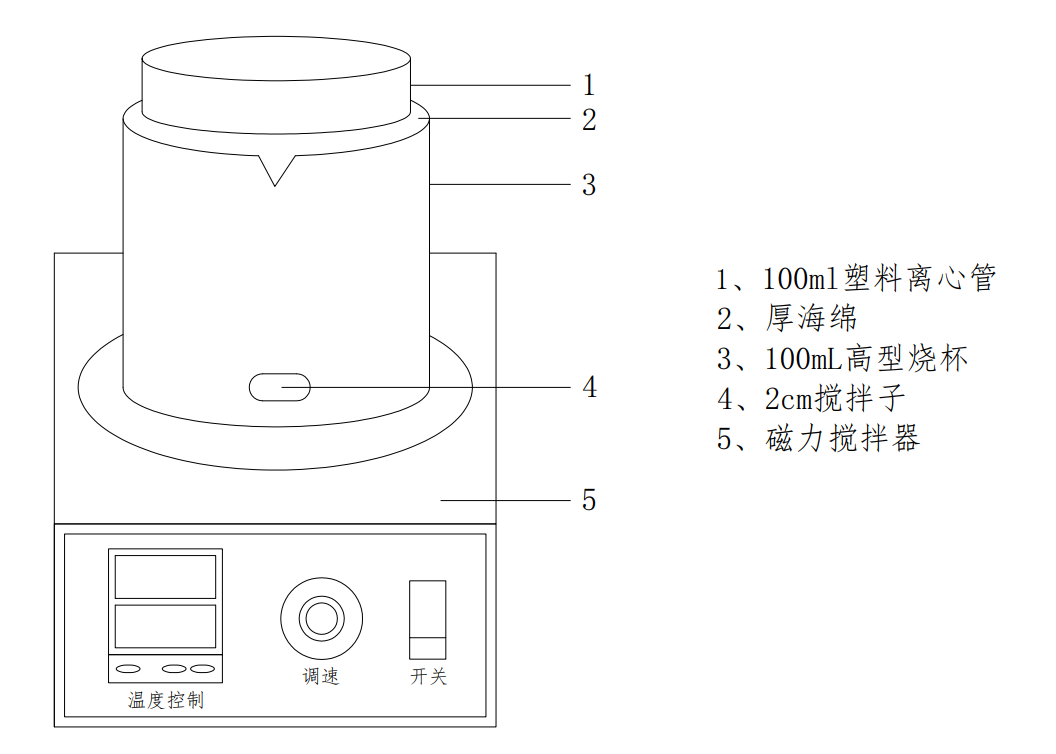 1
2
3
4
5
1、100ml塑料离心管
2、厚海绵
3、100mL高型烧杯
4、2cm搅拌子
5、磁力搅拌器
温度控制
调速
开关